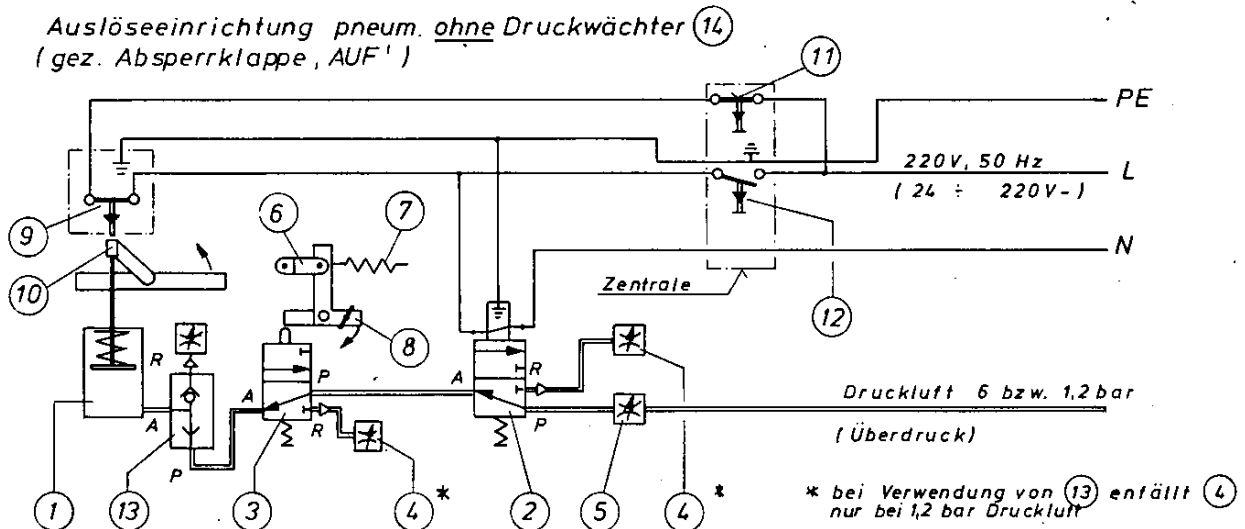 Auslöseeinrichtung pneum. ohne Druckwächter 14
(gez. Absperrklappe, AUF')
11
PE
220V, 50 Hz
L
(24 ÷ 220V-)
9
6
7
N
10
Zentrale
12
8
R
P
A
R
A
Druckluft 6 bzw. 1,2 bar
A
R
P
(Überdruck)
P
1
13
3
4 *
2
5
4 *
* bei Verwendung von 13 enfällt 4
nur bei 1,2 bar Druckluft